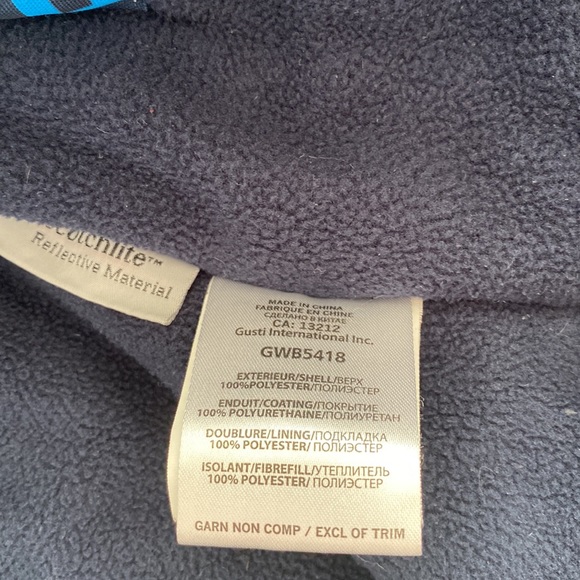 otchlite™
Reflective Material
MADE IN CHINA
FABRIQUE EN CHINE
СДЕЛАНО В КИТАЕ
CA: 13212
Gusti International Inc.
GWB5418
EXTERIEUR/SHELL/ВЕРХ
100%POLYESTER/ПОЛИЭСТЕР
ENDUIT/COATING/ПОКРЫТИЕ
100% POLYURETHAINE/ПОЛИУРЕТАН
DOUBLURE/LINING/ПОДКЛАДКА
100% POLYESTER/ ПОЛИЭСТЕР
ISOLANT/FIBREFILL/УТЕПЛИТЕЛЬ
100% POLYESTER/ ПОЛИЭСТЕР
GARN NON COMP / EXCL OF TRIM